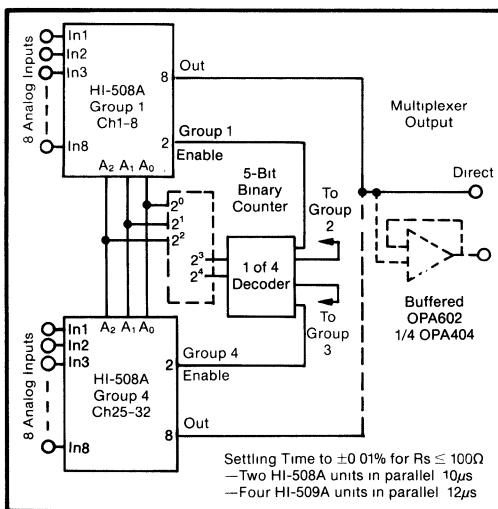 8 Analog Inputs
In1
In2
In3
In8
HI-508A
Group 1
Ch1-8
A2 A1 A0
8
Out
2
Group 1
Enable
5-Bit
Binary
Counter
2⁰
2¹
2²
2³
2⁴
1 of 4
Decoder
To
Group
2
To
Group
3
Multiplexer
Output
Direct
Buffered
OPA602
1/4 OPA404
8 Analog Inputs
In1
In2
In3
In8
A2 A1 A0
HI-508A
Group 4
Ch25-32
2
Group 4
Enable
8
Out
Settling Time to ±0 01% for Rs ≤ 100Ω
—Two HI-508A units in parallel 10μs
—Four HI-509A units in parallel 12μs